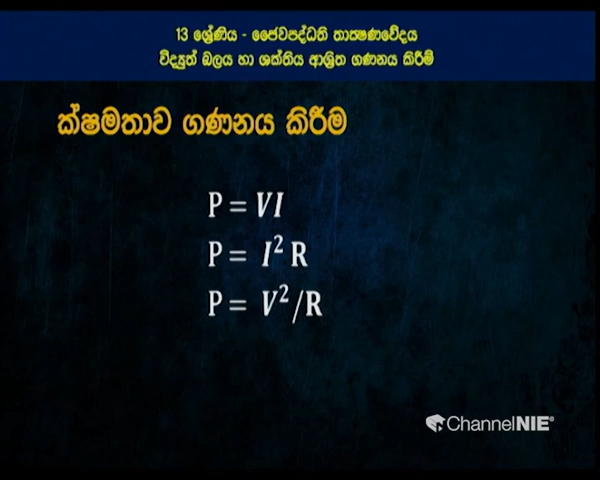 13 ශ්‍රේණිය - ජෛවපද්ධති තාක්ෂණවේදය
විද්‍යුත් බලය හා ශක්තිය ආශ්‍රිත ගණනය කිරීම්
ක්ෂමතාව ගණනය කිරීම
P = VI
P = I² R
P = V²/R
ChannelNIE®